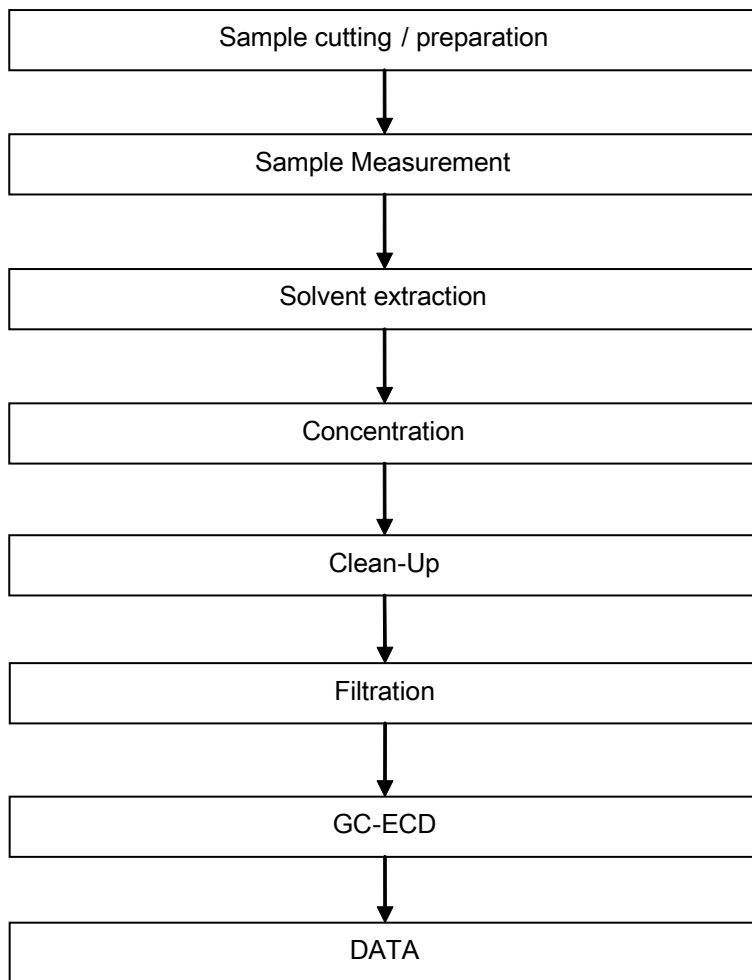 Sample cutting / preparation
Sample Measurement
Solvent extraction
Concentration
Clean-Up
Filtration
GC-ECD
DATA